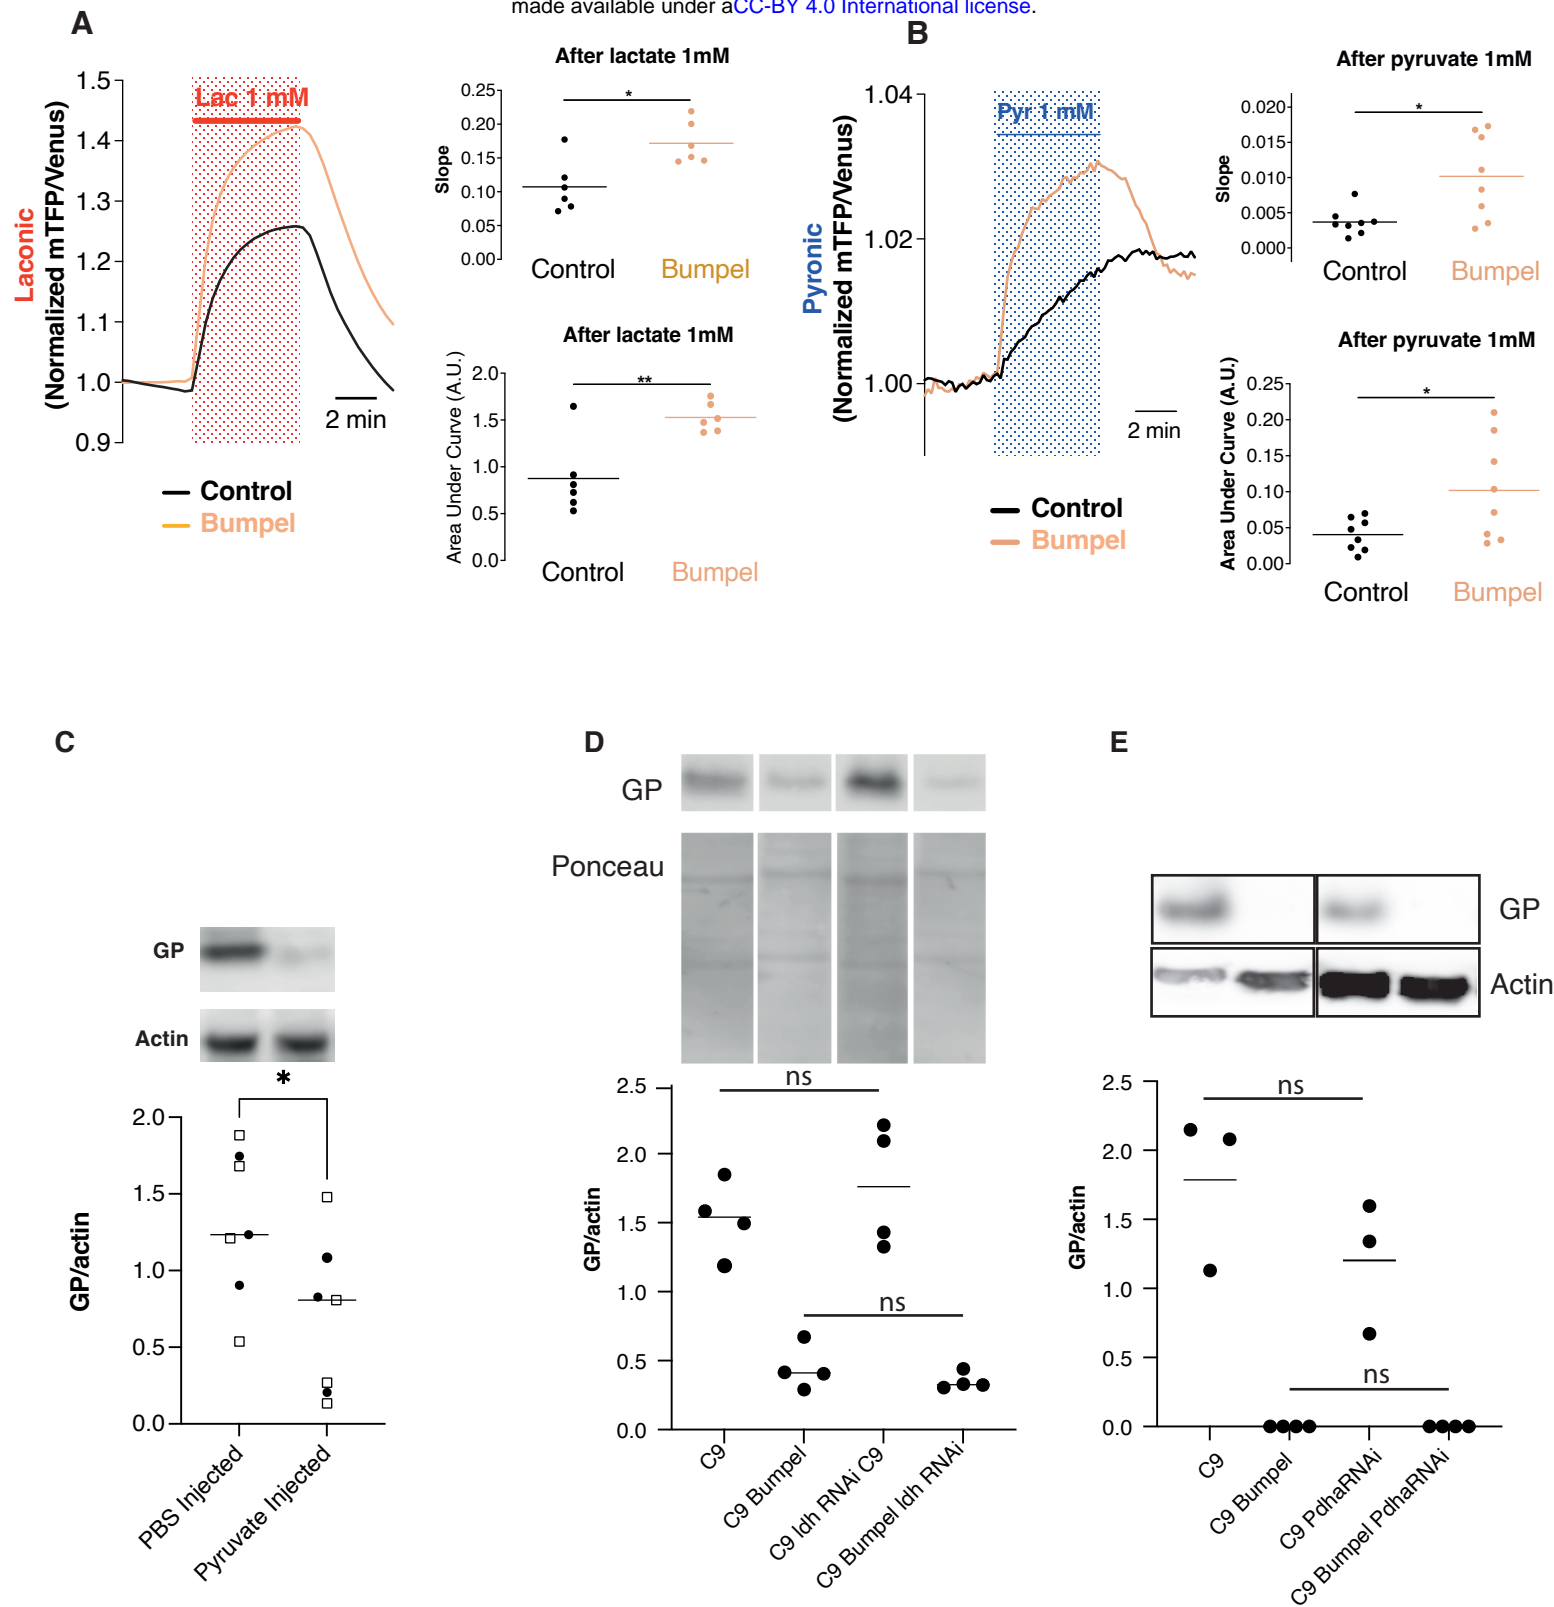 made available under aCC-BY 4.0 International license.
A
Laconic
(Normalized mTFP/Venus)
1.5
1.4
1.3
1.2
1.1
1.0
0.9
Lac 1 mM
2 min
Control
Bumpel
After lactate 1mM
Slope
0.25
0.20
0.15
0.10
0.05
0.00
*
Control
Bumpel
After lactate 1mM
Area Under Curve (A.U.)
2.0
1.5
1.0
0.5
0.0
**
Control
Bumpel
B
Pyronic
(Normalized mTFP/Venus)
1.04
1.02
1.00
Pyr 1 mM
2 min
Control
Bumpel
After pyruvate 1mM
Slope
0.020
0.015
0.010
0.005
0.000
*
Control
Bumpel
After pyruvate 1mM
Area Under Curve (A.U.)
0.25
0.20
0.15
0.10
0.05
0.00
*
Control
Bumpel
C
GP
Actin
*
GP/actin
2.0
1.5
1.0
0.5
0.0
PBS Injected
Pyruvate Injected
D
GP
Ponceau
GP/actin
2.5
2.0
1.5
1.0
0.5
0.0
ns
ns
C9
C9 Bumpel
C9 ldh RNAi C9
C9 Bumpel ldh RNAi
E
GP
Actin
GP/actin
2.5
2.0
1.5
1.0
0.5
0.0
ns
ns
C9
C9 Bumpel
C9 PdhaRNAi
C9 Bumpel PdhaRNAi